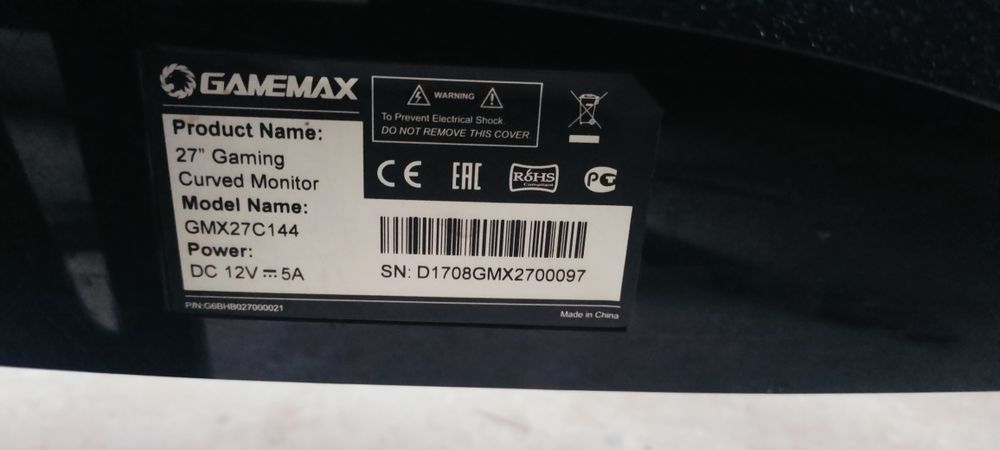 GAMEMAX
Product Name:
27” Gaming
Curved Monitor
Model Name:
GMX27C144
Power:
DC 12V⎓5A
P/N:G6BHB027000021
WARNING
To Prevent Electrical Shock.
DO NOT REMOVE THIS COVER
CE EAC RoHS PCT
Compliant
SN: D1708GMX2700097
Made in China